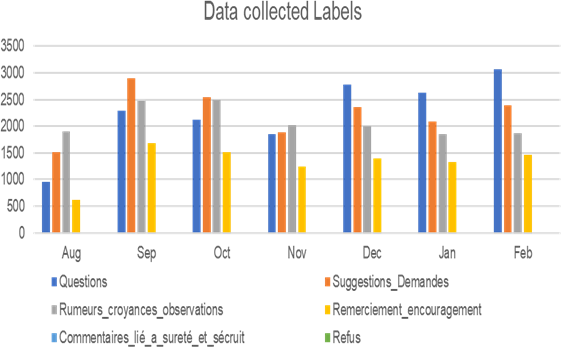 Data collected Labels
3500
3000
2500
2000
1500
1000
500
0
Aug Sep Oct Nov Dec Jan Feb
Questions Suggestions_Demandes
Rumeurs_croyances_observations Remerciement_encouragement
Commentaires_lié_a_sureté_et_sécruit Refus